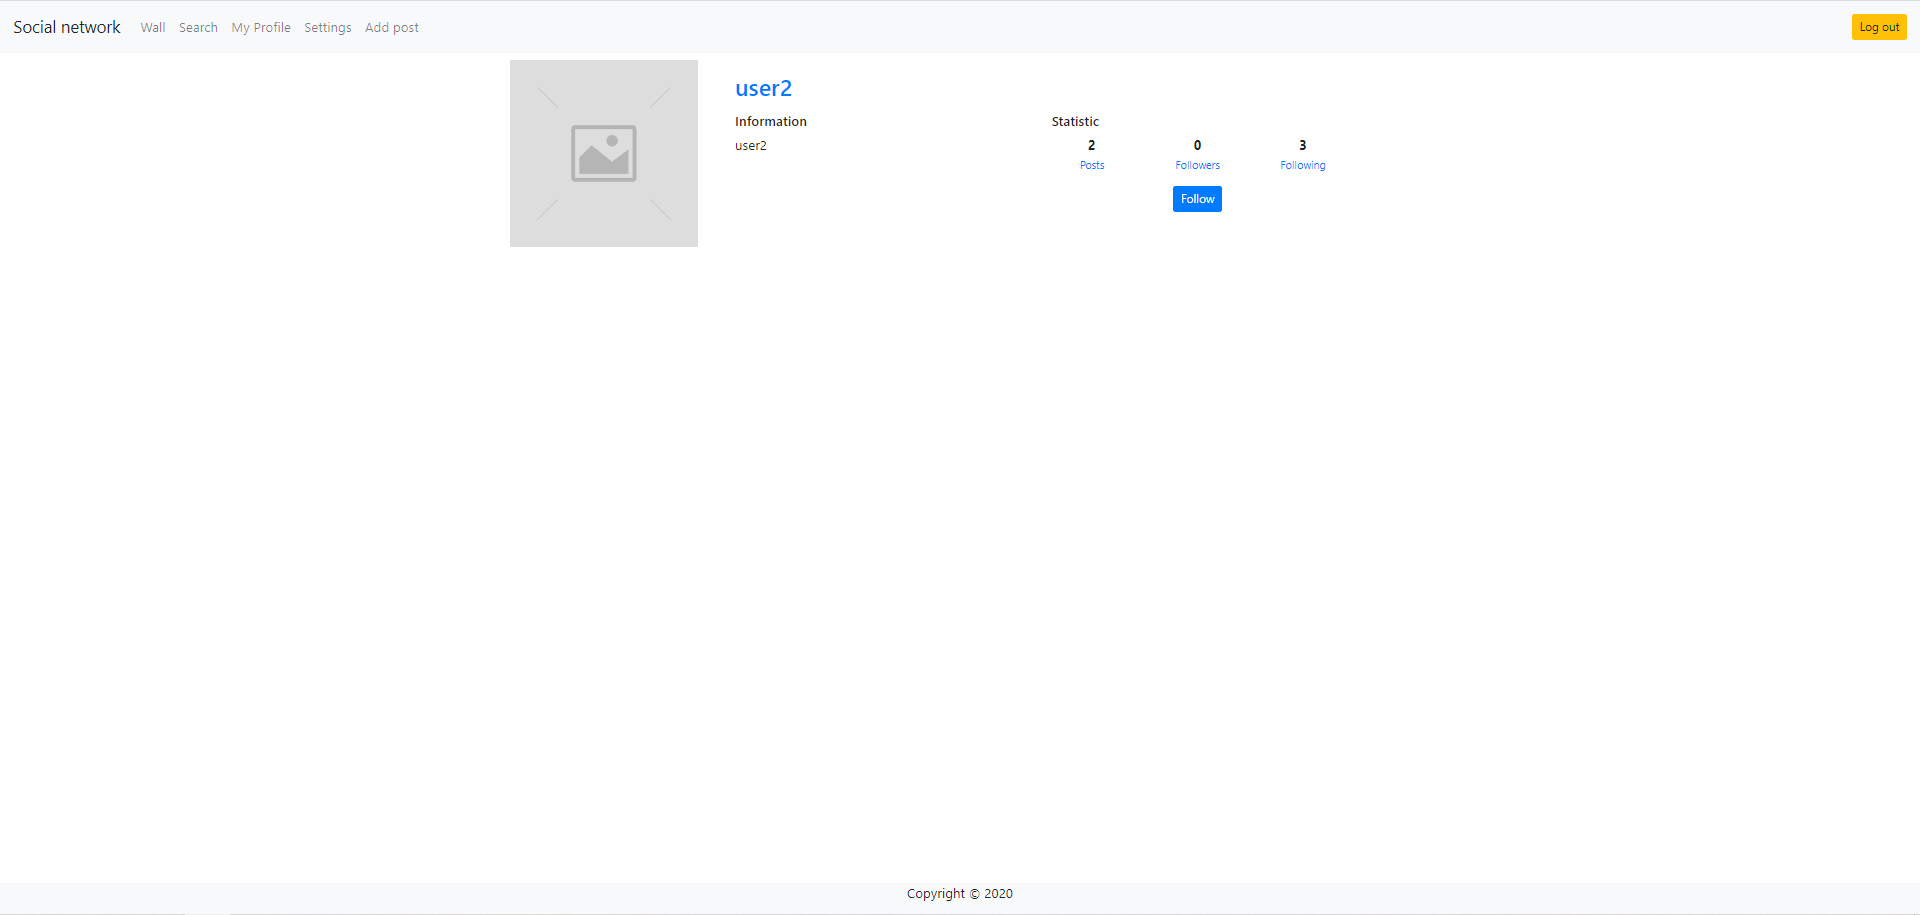 Social network Wall Search My Profile Settings Add post Log out
user2
Information
user2
Statistic
2 0 3
Posts Followers Following
Follow
Copyright © 2020